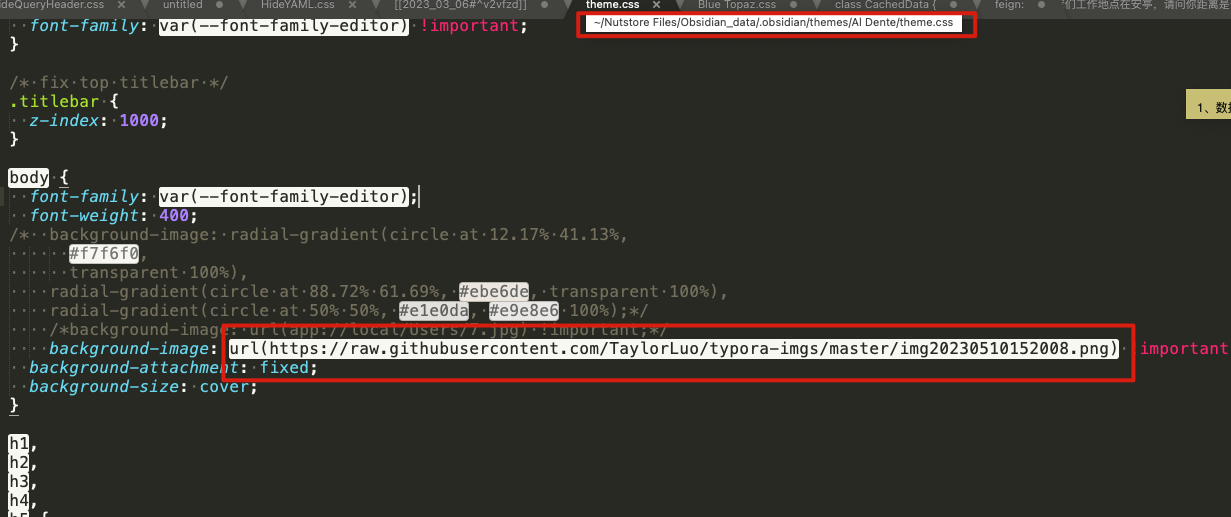 ideQueryHeader.css untitled HideYAML.css [[2023_03_06#^v2vfzd]] theme.css Blue Topaz.css class CachedData { feign: 们工作地点在安亭，请问你距离是
~/Nutstore Files/Obsidian_data/.obsidian/themes/Al Dente/theme.css
font-family: var(--font-family-editor) !important;
}
/* fix top titlebar */
.titlebar {
z-index: 1000;
}
1、数据
body {
font-family: var(--font-family-editor);
font-weight: 400;
/* background-image: radial-gradient(circle at 12.17% 41.13%,
#f7f6f0,
transparent 100%),
radial-gradient(circle at 88.72% 61.69%, #ebe6de, transparent 100%),
radial-gradient(circle at 50% 50%, #e1e0da, #e9e8e6 100%);*/
/*background-image: url(app://local/Users/7.jpg) !important;*/
background-image: url(https://raw.githubusercontent.com/TaylorLuo/typora-imgs/master/img20230510152008.png) !important
background-attachment: fixed;
background-size: cover;
}
h1,
h2,
h3,
h4,
h5 {